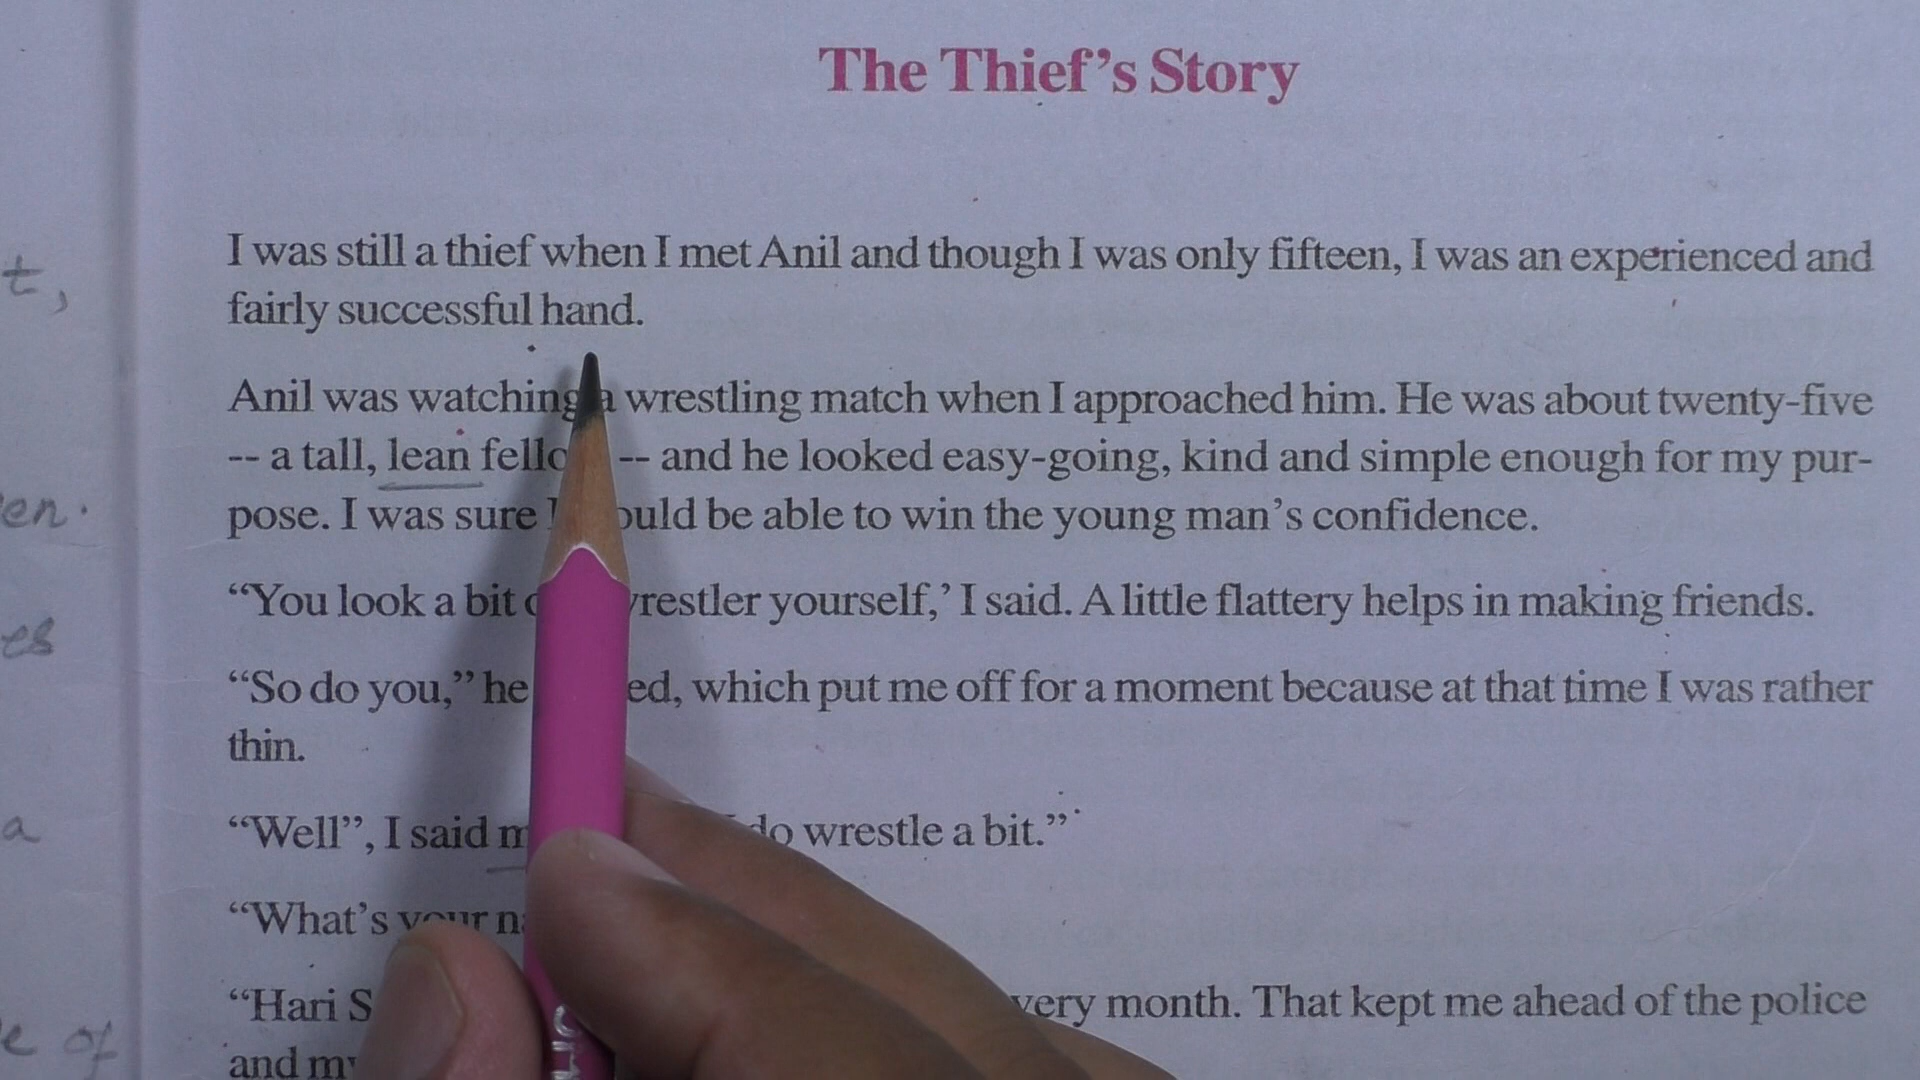 The Thief's Story
I was still a thief when I met Anil and though I was only fifteen, I was an experienced and
t,
fairly successful hand.
Anil was watching a wrestling match when I approached him. He was about twenty-five
-- a tall, lean -- and he looked easy-going, kind and simple enough for my pur-
en.
pose. I was sure I be able to win the young man's confidence.
“You look a bit yourself,’ I said. A little flattery helps in making friends.
es
“So do you,” he which put me off for a moment because at that time I was rather
thin.
a
“Well”, I said do wrestle a bit.”
“What's your
“Hari month. That kept me ahead of the police
e of
and